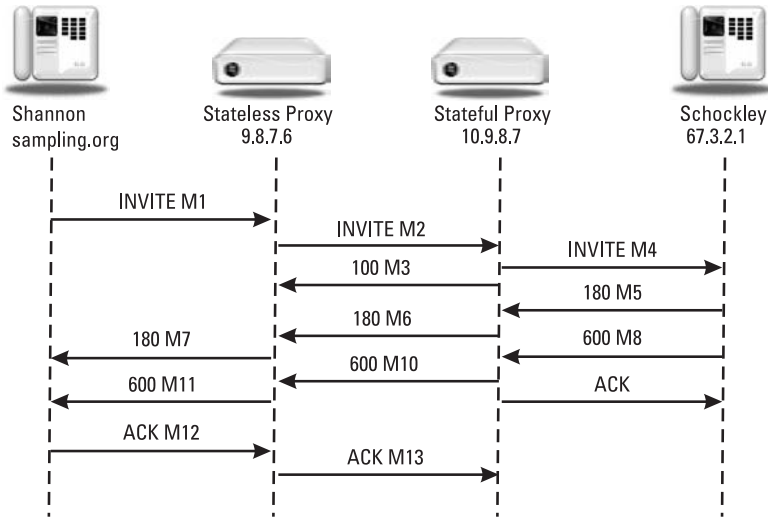 Shannon
sampling.org
Stateless Proxy
9.8.7.6
Stateful Proxy
10.9.8.7
Schockley
67.3.2.1
INVITE M1
INVITE M2
INVITE M4
100 M3
180 M5
180 M6
180 M7
600 M8
600 M10
600 M11
ACK
ACK M12
ACK M13